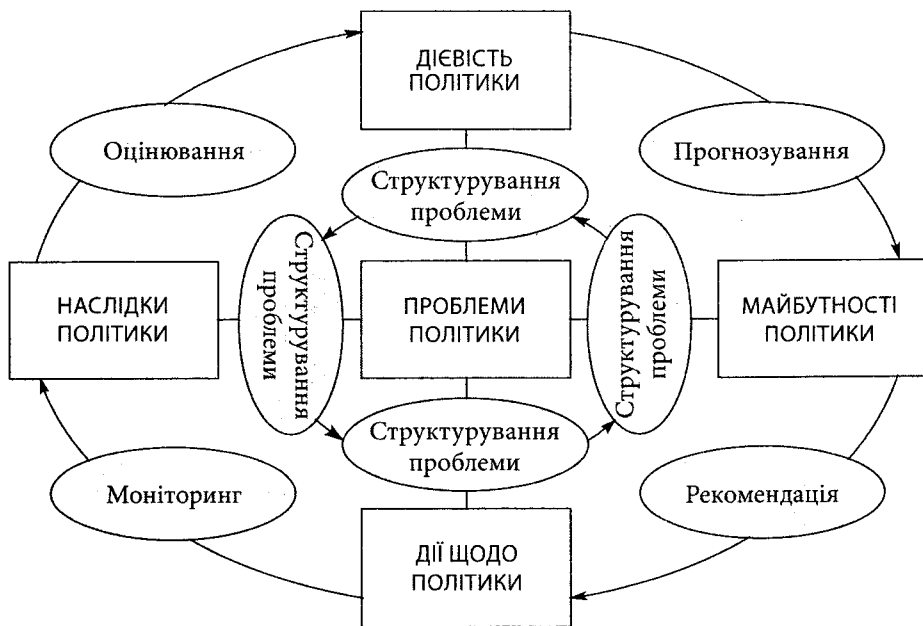 ДІЄВІСТЬ
ПОЛІТИКИ
Оцінювання
Прогнозування
Структурування
проблеми
Структурування
проблеми
Структурування
проблеми
НАСЛІДКИ
ПОЛІТИКИ
ПРОБЛЕМИ
ПОЛІТИКИ
МАЙБУТНОСТІ
ПОЛІТИКИ
Структурування
проблеми
Моніторинг
Рекомендація
ДІЇ ЩОДО
ПОЛІТИКИ